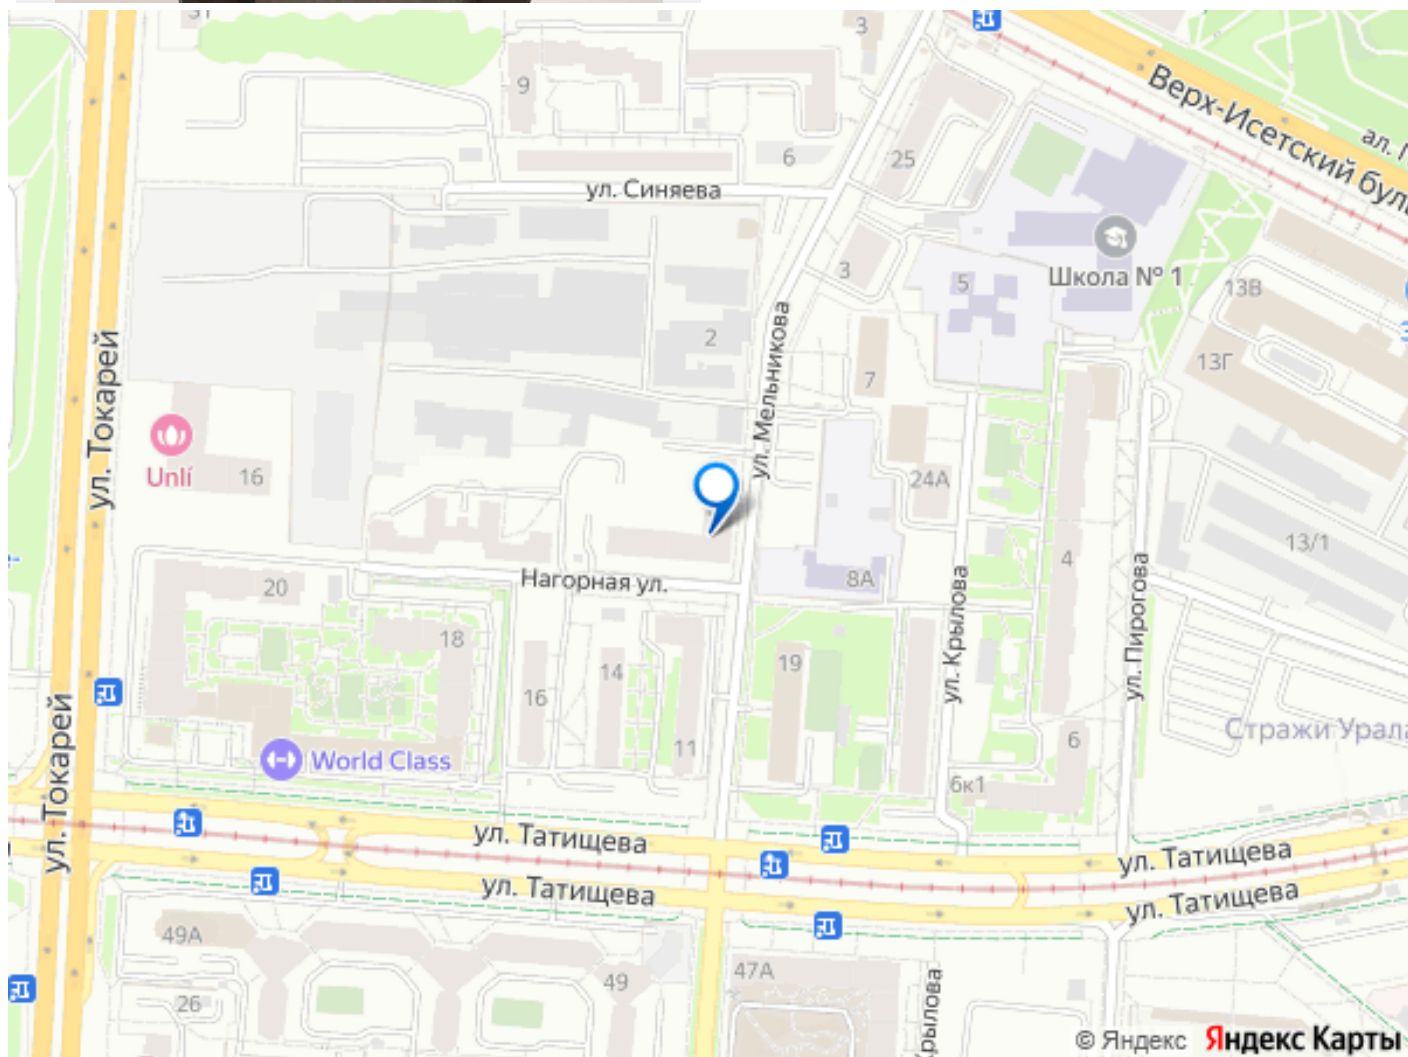 31
3
9
Верх-Исетский буль
ал. Г
25
6
ул. Синяева
Школа № 1
3
5
13В
2
13Г
7
ул. Мельникова
ул. Токарей
Unlí
16
24А
13/1
8А
4
Нагорная ул.
20
18
16
14
19
ул. Крылова
ул. Пирогова
11
6
Стражи Урала
World Class
6к1
ул. Токарей
ул. Татищева
ул. Татищева
ул. Татищева
ул. Татищева
49А
49
47А
26
Крылова
© Яндекс Яндекс Карты